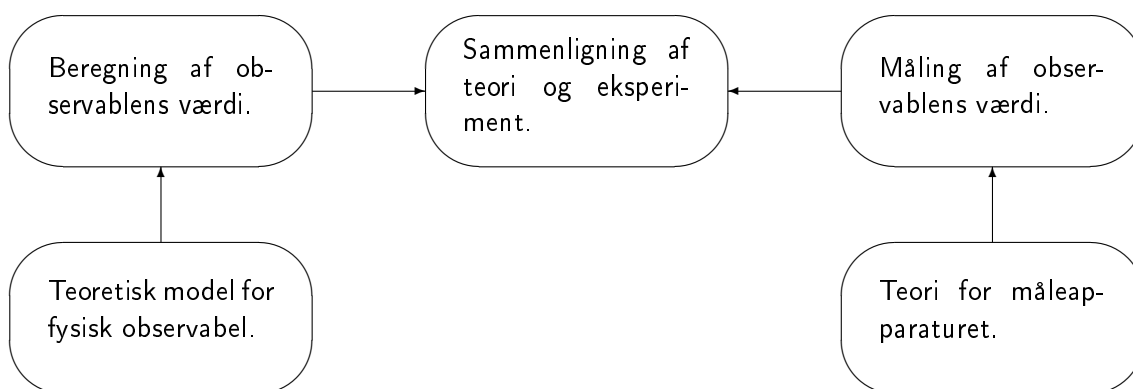 Beregning af ob-
servablens værdi.
Sammenligning af
teori og eksperi-
ment.
Måling af obser-
vablens værdi.
Teoretisk model for
fysisk observabel.
Teori for måleap-
paraturet.